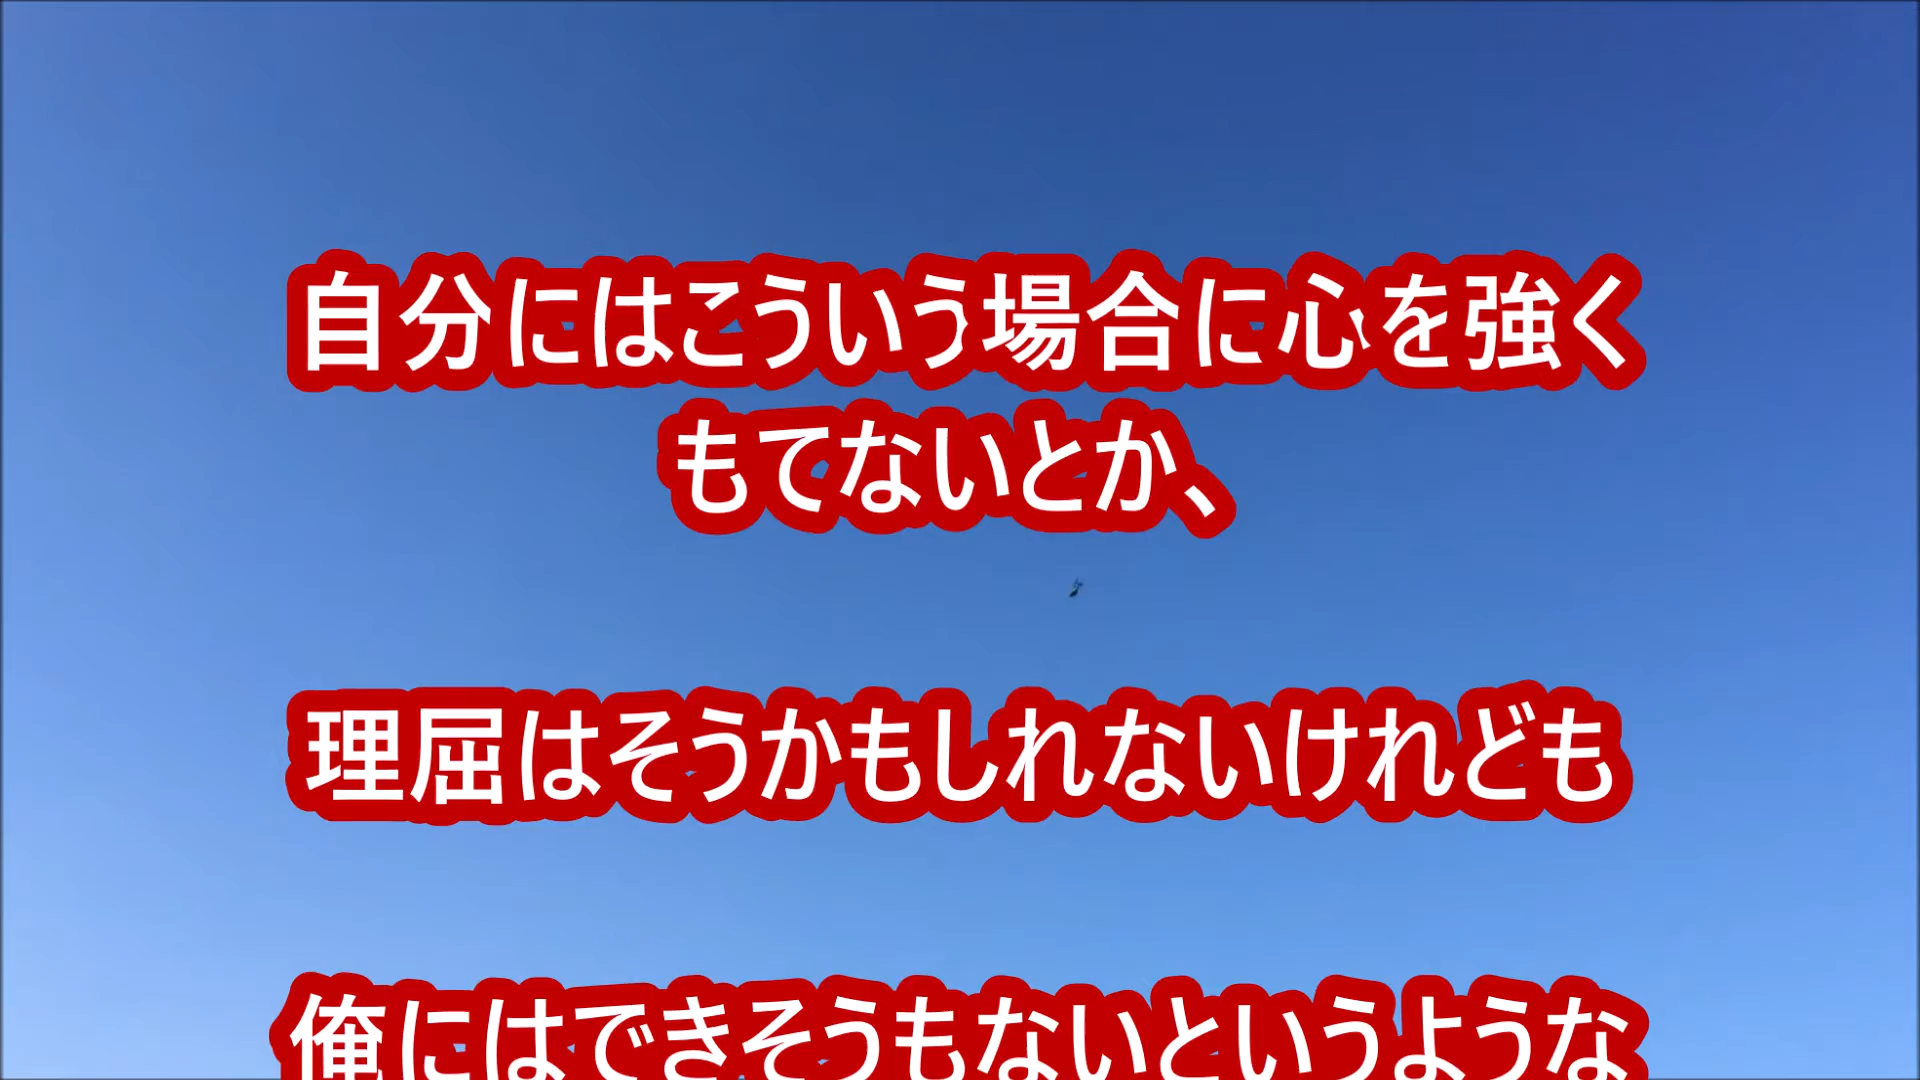 自分にはこういう場合に心を強く
もてないとか、
理屈はそうかもしれないけれども
俺にはできそうもないというような